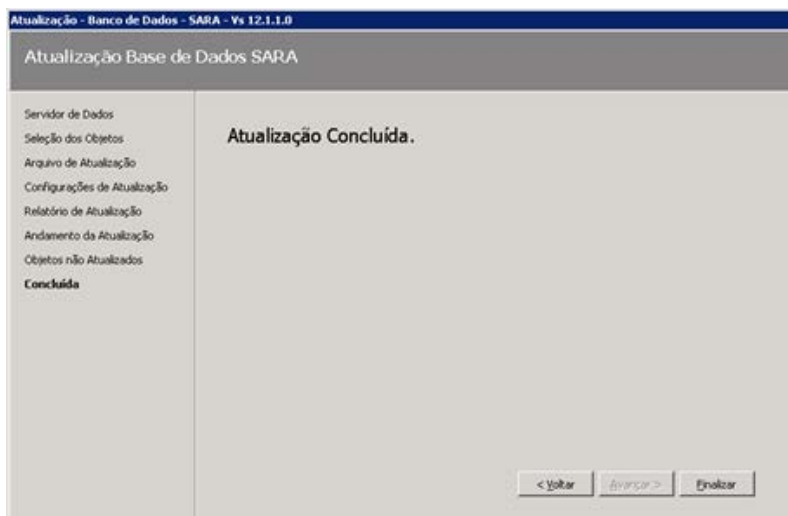 Atualização - Banco de Dados - SARA - Vs 12.1.1.0
Atualização Base de Dados SARA
Servidor de Dados
Seleção dos Objetos
Arquivo de Atualização
Configurações de Atualização
Relatório de Atualização
Andamento da Atualização
Objetos não Atualizados
Concluída
Atualização Concluída.
< Voltar
Avançar >
Finalizar